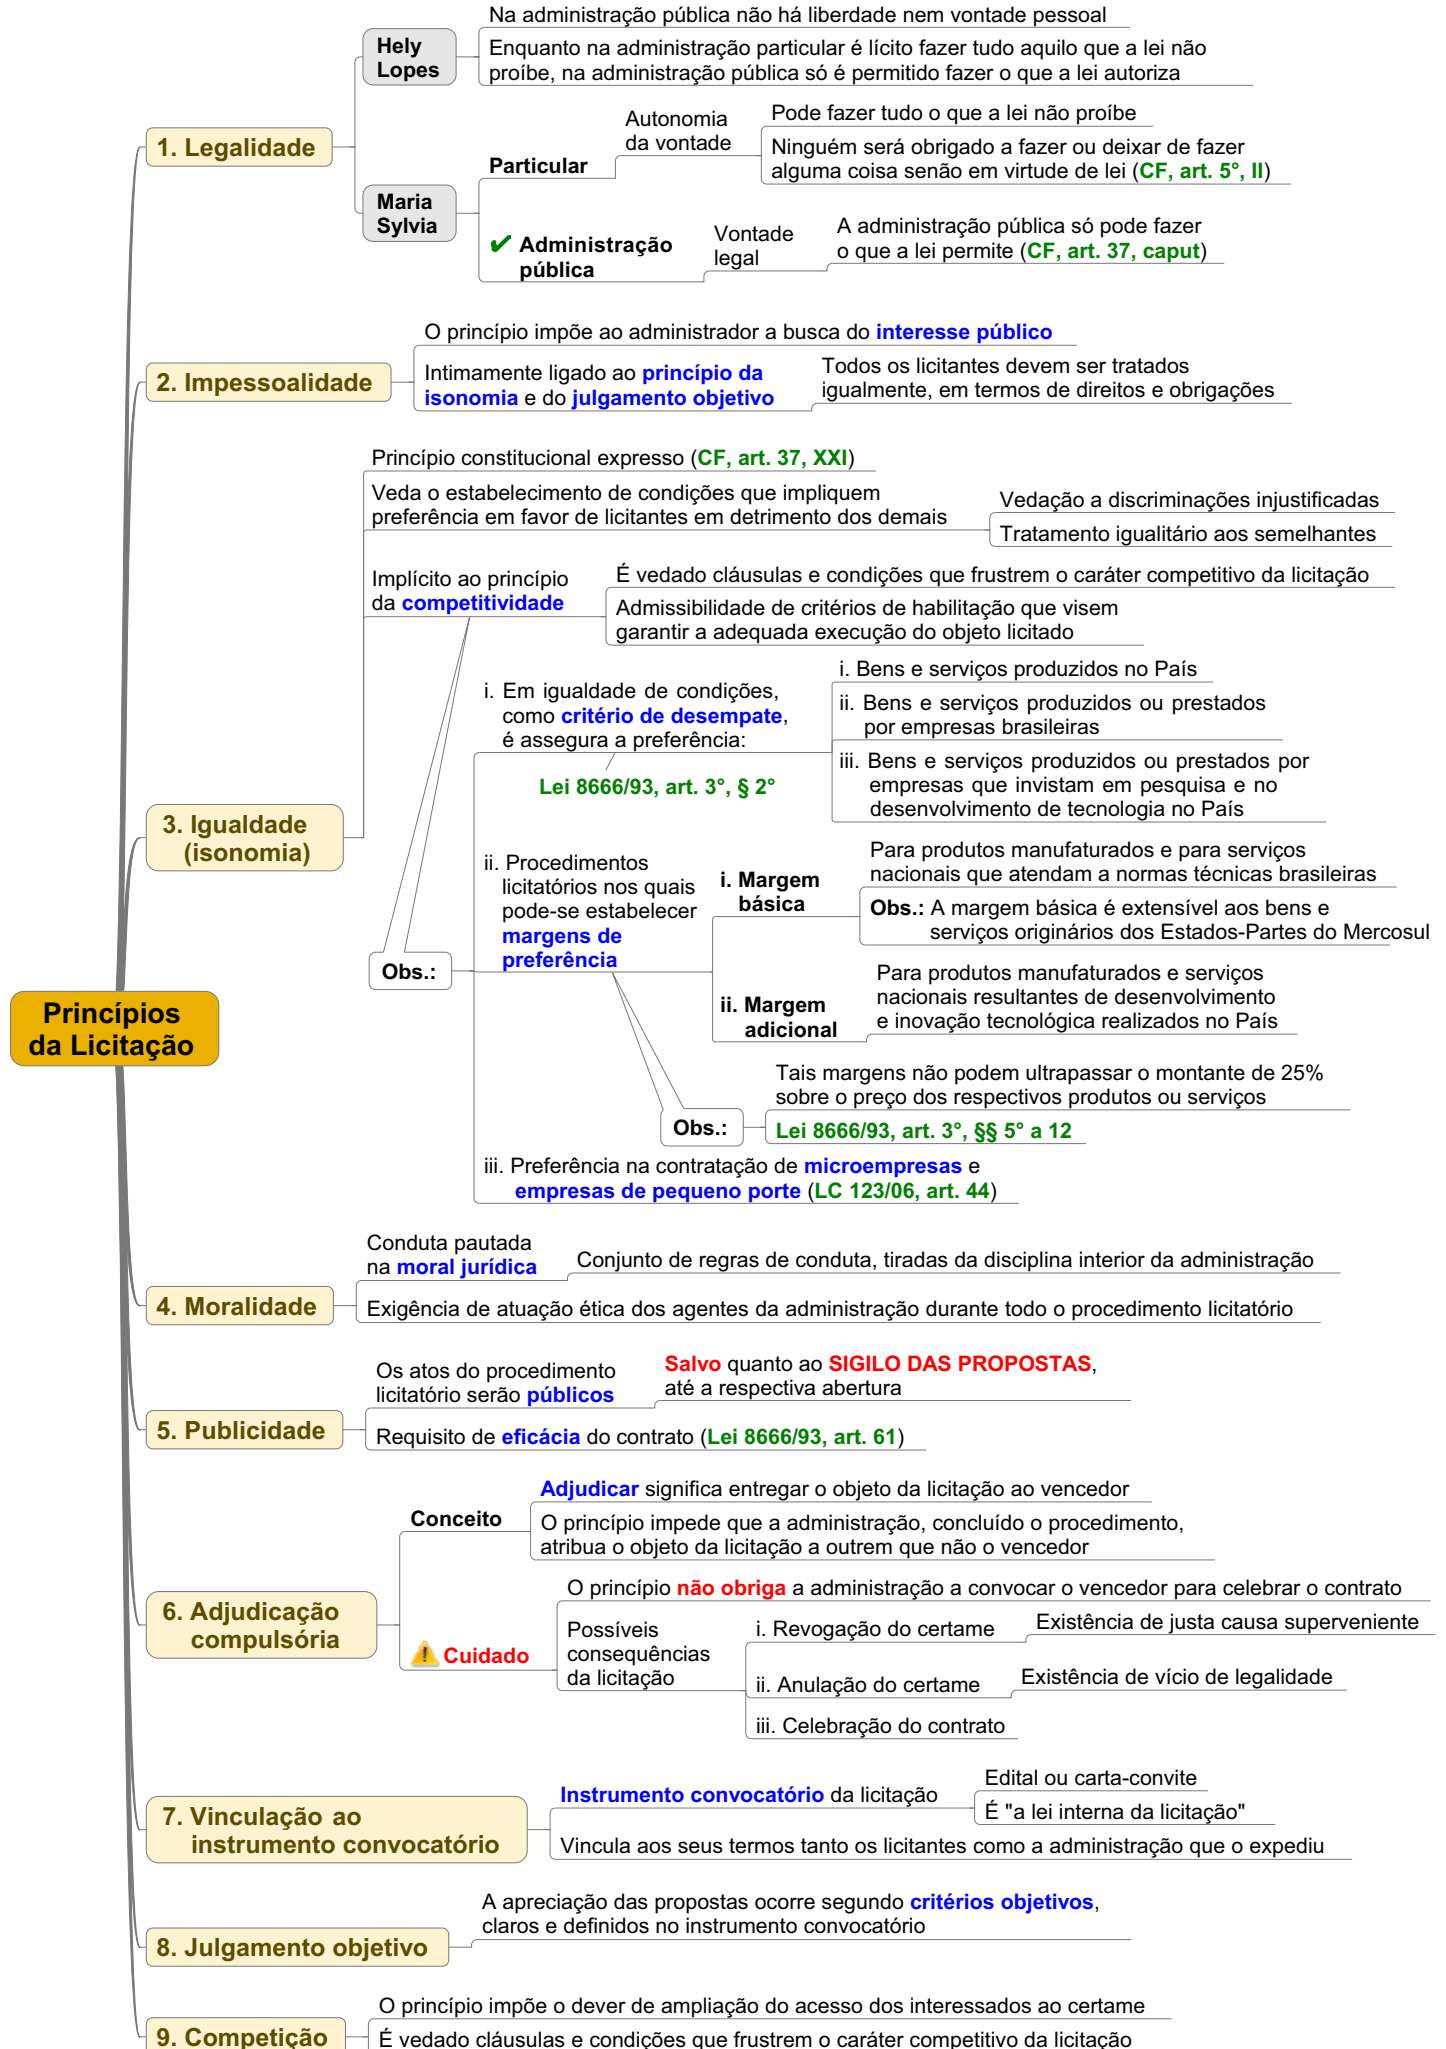 Princípios
da Licitação
1. Legalidade
Hely
Lopes
Na administração pública não há liberdade nem vontade pessoal
Enquanto na administração particular é lícito fazer tudo aquilo que a lei não
proíbe, na administração pública só é permitido fazer o que a lei autoriza
Maria
Sylvia
Particular
Autonomia
da vontade
Pode fazer tudo o que a lei não proíbe
Ninguém será obrigado a fazer ou deixar de fazer
alguma coisa senão em virtude de lei (CF, art. 5°, II)
Administração
pública
Vontade
legal
A administração pública só pode fazer
o que a lei permite (CF, art. 37, caput)
2. Impessoalidade
O princípio impõe ao administrador a busca do interesse público
Intimamente ligado ao princípio da
isonomia e do julgamento objetivo
Todos os licitantes devem ser tratados
igualmente, em termos de direitos e obrigações
3. Igualdade
(isonomia)
Princípio constitucional expresso (CF, art. 37, XXI)
Veda o estabelecimento de condições que impliquem
preferência em favor de licitantes em detrimento dos demais
Vedação a discriminações injustificadas
Tratamento igualitário aos semelhantes
Implícito ao princípio
da competitividade
É vedado cláusulas e condições que frustrem o caráter competitivo da licitação
Admissibilidade de critérios de habilitação que visem
garantir a adequada execução do objeto licitado
Obs.:
i. Em igualdade de condições,
como critério de desempate,
é assegura a preferência:
Lei 8666/93, art. 3°, § 2°
i. Bens e serviços produzidos no País
ii. Bens e serviços produzidos ou prestados
por empresas brasileiras
iii. Bens e serviços produzidos ou prestados por
empresas que invistam em pesquisa e no
desenvolvimento de tecnologia no País
ii. Procedimentos
licitatórios nos quais
pode-se estabelecer
margens de
preferência
i. Margem
básica
Para produtos manufaturados e para serviços
nacionais que atendam a normas técnicas brasileiras
Obs.: A margem básica é extensível aos bens e
serviços originários dos Estados-Partes do Mercosul
ii. Margem
adicional
Para produtos manufaturados e serviços
nacionais resultantes de desenvolvimento
e inovação tecnológica realizados no País
Obs.:
Tais margens não podem ultrapassar o montante de 25%
sobre o preço dos respectivos produtos ou serviços
Lei 8666/93, art. 3°, §§ 5° a 12
iii. Preferência na contratação de microempresas e
empresas de pequeno porte (LC 123/06, art. 44)
4. Moralidade
Conduta pautada
na moral jurídica
Conjunto de regras de conduta, tiradas da disciplina interior da administração
Exigência de atuação ética dos agentes da administração durante todo o procedimento licitatório
5. Publicidade
Os atos do procedimento
licitatório serão públicos
Salvo quanto ao SIGILO DAS PROPOSTAS,
até a respectiva abertura
Requisito de eficácia do contrato (Lei 8666/93, art. 61)
6. Adjudicação
compulsória
Conceito
Adjudicar significa entregar o objeto da licitação ao vencedor
O princípio impede que a administração, concluído o procedimento,
atribua o objeto da licitação a outrem que não o vencedor
Cuidado
O princípio não obriga a administração a convocar o vencedor para celebrar o contrato
Possíveis
consequências
da licitação
i. Revogação do certame
Existência de justa causa superveniente
ii. Anulação do certame
Existência de vício de legalidade
iii. Celebração do contrato
7. Vinculação ao
instrumento convocatório
Instrumento convocatório da licitação
Edital ou carta-convite
É "a lei interna da licitação"
Vincula aos seus termos tanto os licitantes como a administração que o expediu
8. Julgamento objetivo
A apreciação das propostas ocorre segundo critérios objetivos,
claros e definidos no instrumento convocatório
9. Competição
O princípio impõe o dever de ampliação do acesso dos interessados ao certame
É vedado cláusulas e condições que frustrem o caráter competitivo da licitação